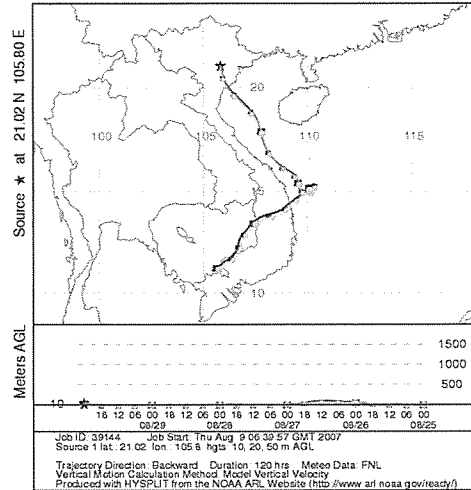 Source ★ at 21.02 N 105.80 E
20
100
105
110
115
15
10
Meters AGL
1500
1000
500
10
18 12 06 00 18 12 06 00 18 12 06 00 18 12 06 00 18 12 06 00
08/29 08/28 08/27 08/26 08/25
Job ID: 39144 Job Start: Thu Aug 9 06:39:57 GMT 2007
Source 1 lat.: 21.02 lon.: 105.8 hgts: 10, 20, 50 m AGL
Trajectory Direction: Backward Duration: 120 hrs Meteo Data: FNL
Vertical Motion Calculation Method: Model Vertical Velocity
Produced with HYSPLIT from the NOAA ARL Website (http://www.arl.noaa.gov/ready/)